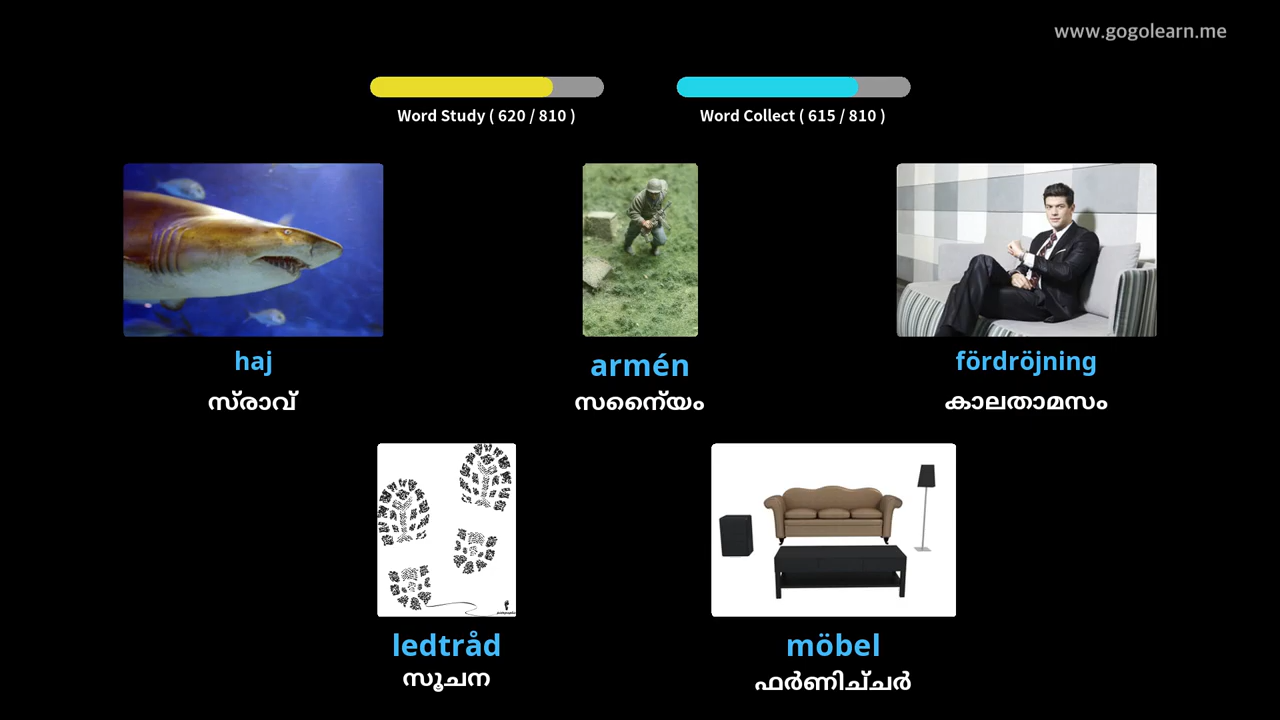 www.gogolearn.me
Word Study ( 620 / 810 )
Word Collect ( 615 / 810 )
haj
armén
fördröjning
സ്രാവ്
സൈന്യം
കാലതാമസം
ledtråd
möbel
സൂചന
ഫർണിച്ചർ